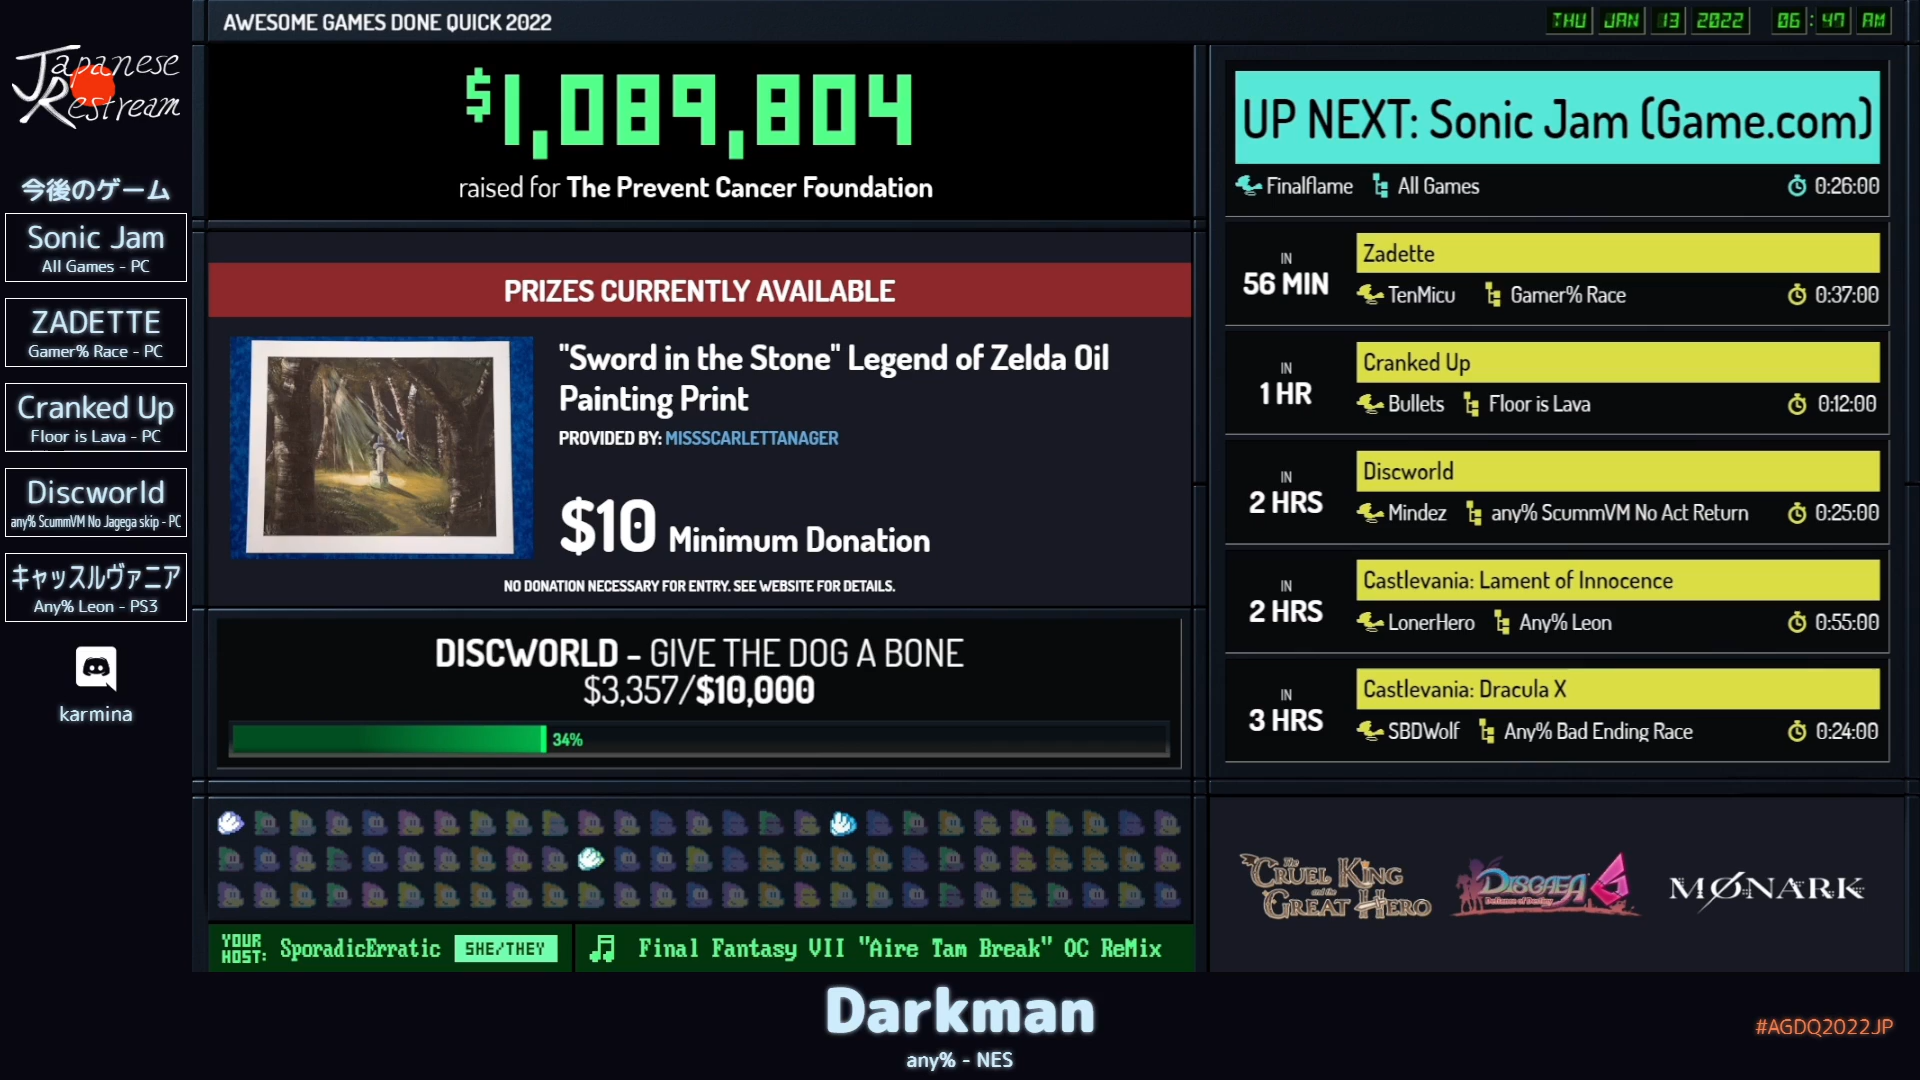 AWESOME GAMES DONE QUICK 2022
THU JAN 13 2022 06:47 AM
Japanese
Restream
今後のゲーム
Sonic Jam
All Games - PC
ZADETTE
Gamer% Race - PC
Cranked Up
Floor is Lava - PC
Discworld
any% ScummVM No Jagega skip - PC
キャッスルヴァニア
Any% Leon - PS3
karmina
$1,089,804
raised for The Prevent Cancer Foundation
PRIZES CURRENTLY AVAILABLE
"Sword in the Stone" Legend of Zelda Oil
Painting Print
PROVIDED BY: MISSSCARLETTANAGER
$10 Minimum Donation
NO DONATION NECESSARY FOR ENTRY. SEE WEBSITE FOR DETAILS.
DISCWORLD - GIVE THE DOG A BONE
$3,357/$10,000
34%
YOUR HOST: SporadicErratic SHE/THEY
Final Fantasy VII "Aire Tam Break" OC ReMix
UP NEXT: Sonic Jam (Game.com)
Finalflame All Games 0:26:00
IN 56 MIN
Zadette
TenMicu Gamer% Race 0:37:00
IN 1 HR
Cranked Up
Bullets Floor is Lava 0:12:00
IN 2 HRS
Discworld
Mindez any% ScummVM No Act Return 0:25:00
IN 2 HRS
Castlevania: Lament of Innocence
LonerHero Any% Leon 0:55:00
IN 3 HRS
Castlevania: Dracula X
SBDWolf Any% Bad Ending Race 0:24:00
The Cruel King and the Great Hero
DISGAEA 6
Defiance of Destiny
MØNARK
Darkman
any% - NES
#AGDQ2022JP